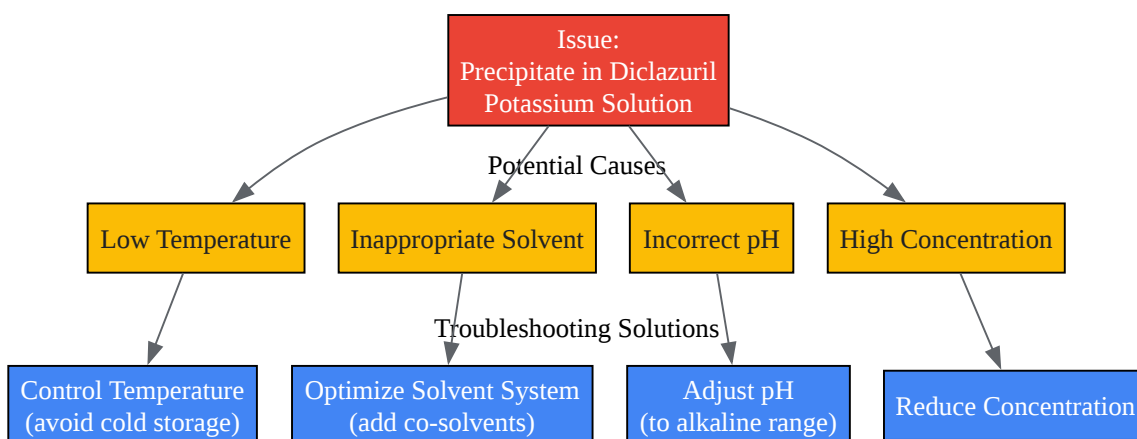 Issue:
Precipitate in Diclazuril
Potassium Solution
Potential Causes
Low Temperature
Inappropriate Solvent
Incorrect pH
High Concentration
Troubleshooting Solutions
Control Temperature
(avoid cold storage)
Optimize Solvent System
(add co-solvents)
Adjust pH
(to alkaline range)
Reduce Concentration